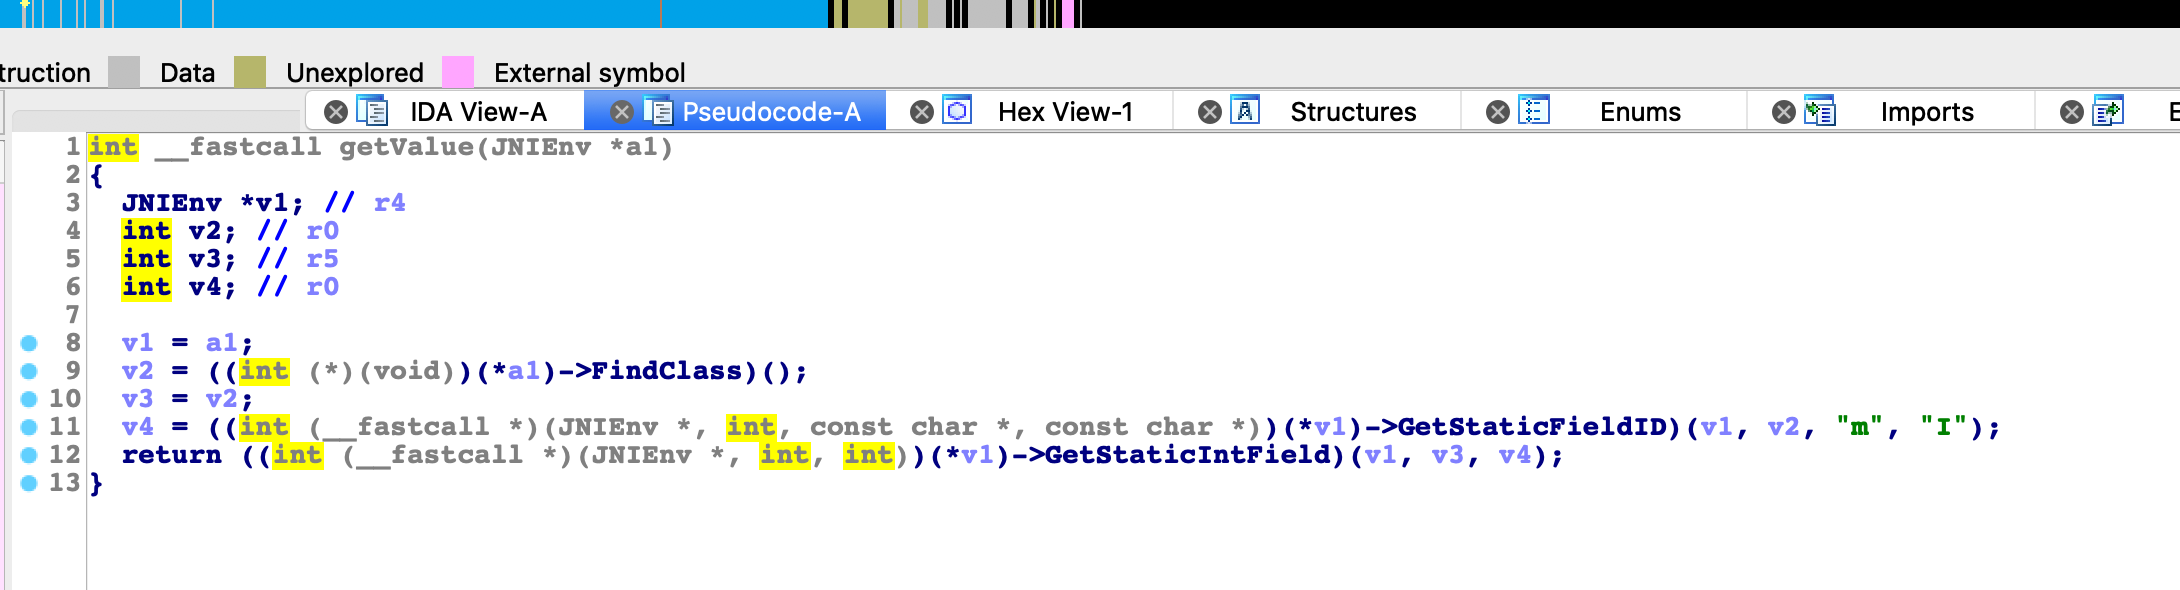 truction Data Unexplored External symbol
IDA View-A Pseudocode-A Hex View-1 Structures Enums Imports E
1 int __fastcall getValue(JNIEnv *a1)
2 {
3 JNIEnv *v1; // r4
4 int v2; // r0
5 int v3; // r5
6 int v4; // r0
7
8 v1 = a1;
9 v2 = ((int (*)(void))(*a1)->FindClass)();
10 v3 = v2;
11 v4 = ((int (__fastcall *)(JNIEnv *, int, const char *, const char *))(*v1)->GetStaticFieldID)(v1, v2, "m", "I");
12 return ((int (__fastcall *)(JNIEnv *, int, int))(*v1)->GetStaticIntField)(v1, v3, v4);
13 }